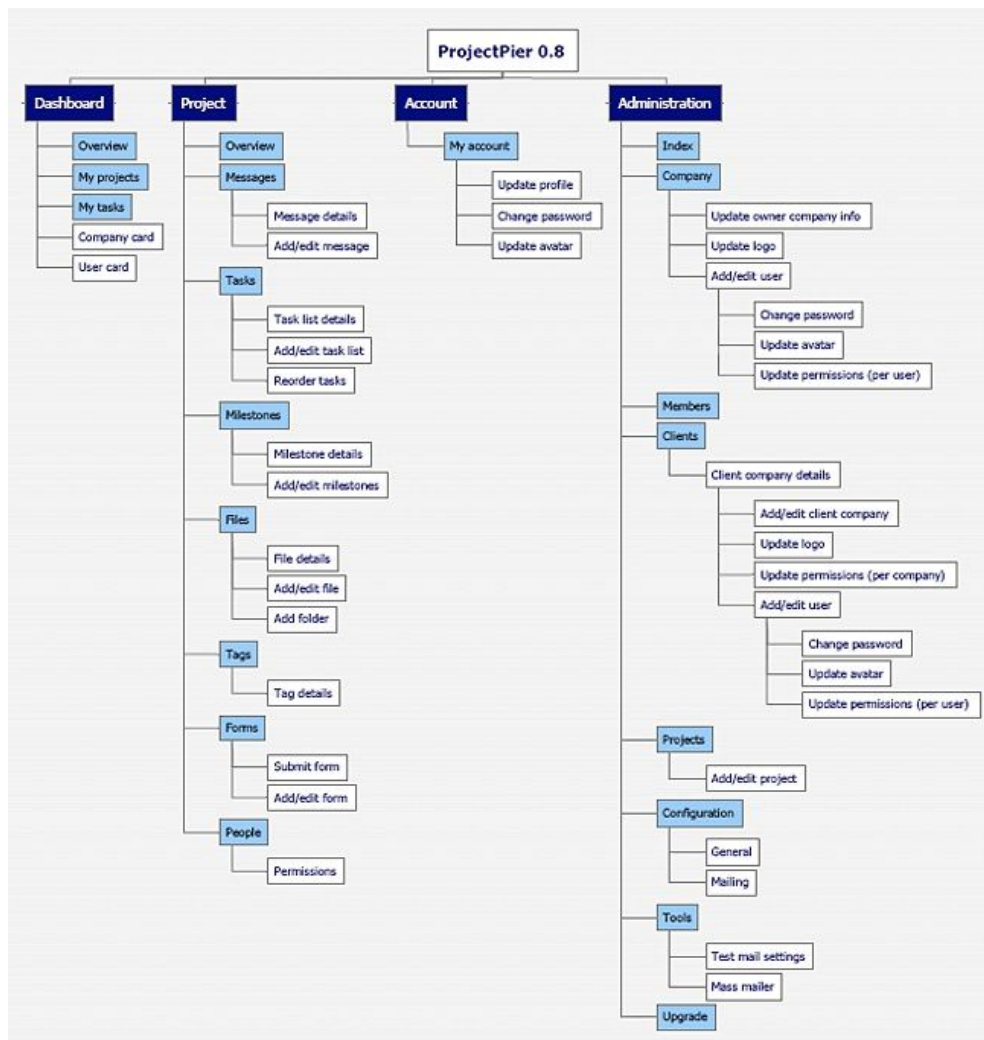 ProjectPier 0.8
Dashboard
Overview
My projects
My tasks
Company card
User card
Project
Overview
Messages
Message details
Add/edit message
Tasks
Task list details
Add/edit task list
Reorder tasks
Milestones
Milestone details
Add/edit milestones
Files
File details
Add/edit file
Add folder
Tags
Tag details
Forms
Submit form
Add/edit form
People
Permissions
Account
My account
Update profile
Change password
Update avatar
Administration
Index
Company
Update owner company info
Update logo
Add/edit user
Change password
Update avatar
Update permissions (per user)
Members
Clients
Client company details
Add/edit client company
Update logo
Update permissions (per company)
Add/edit user
Change password
Update avatar
Update permissions (per user)
Projects
Add/edit project
Configuration
General
Mailing
Tools
Test mail settings
Mass mailer
Upgrade